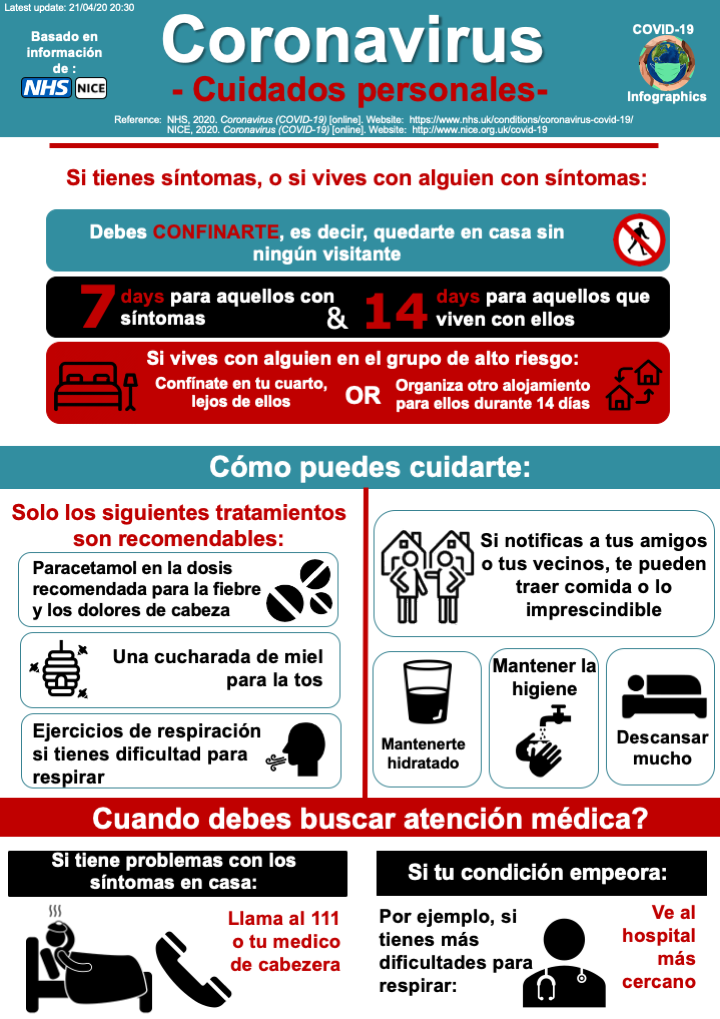 Last update: 21/04/20 20:30
Basado en
información
de :
NHS NICE
Coronavirus
- Cuidados personales-
COVID-19
Infographics
Reference: NHS, 2020. Coronavirus (COVID-19) [online]. Website: https://www.nhs.uk/conditions/coronavirus-covid-19/
NICE, 2020. Coronavirus (COVID-19) [online]. Website: http://www.nice.org.uk/covid-19
Si tienes síntomas, o si vives con alguien con síntomas:
Debes CONFINARTE, es decir, quedarte en casa sin
ningún visitante
7 days para aquellos con
síntomas
&
14 days para aquellos que
viven con ellos
Si vives con alguien en el grupo de alto riesgo:
Confínate en tu cuarto,
lejos de ellos
OR
Organiza otro alojamiento
para ellos durante 14 días
Cómo puedes cuidarte:
Solo los siguientes tratamientos
son recomendables:
Paracetamol en la dosis
recomendada para la fiebre
y los dolores de cabeza
Una cucharada de miel
para la tos
Ejercicios de respiración
si tienes dificultad para
respirar
Si notificas a tus amigos
o tus vecinos, te pueden
traer comida o lo
imprescindible
Mantenerte
hidratado
Mantener la
higiene
Descansar
mucho
Cuando debes buscar atención médica?
Si tiene problemas con los
síntomas en casa:
Llama al 111
o tu medico
de cabezera
Si tu condición empeora:
Por ejemplo, si
tienes más
dificultades para
respirar:
Ve al
hospital
más
cercano